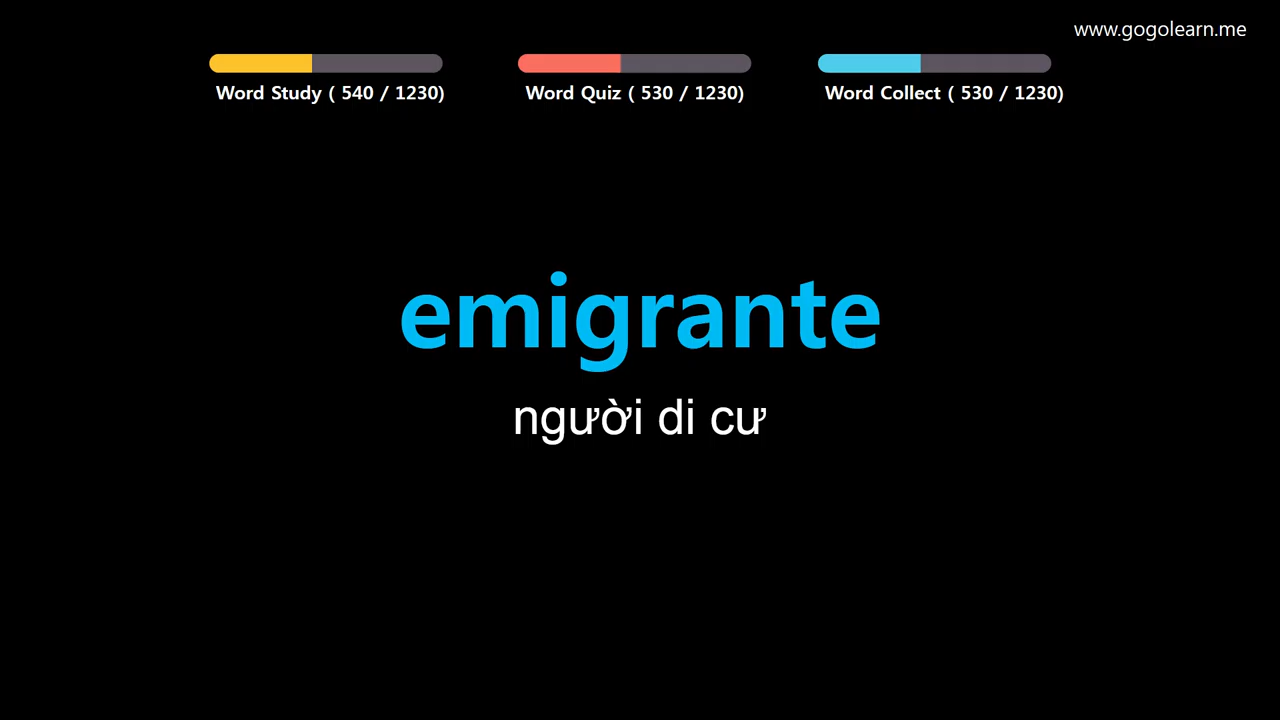 www.gogolearn.me
Word Study ( 540 / 1230)
Word Quiz ( 530 / 1230)
Word Collect ( 530 / 1230)
emigrante
người di cư